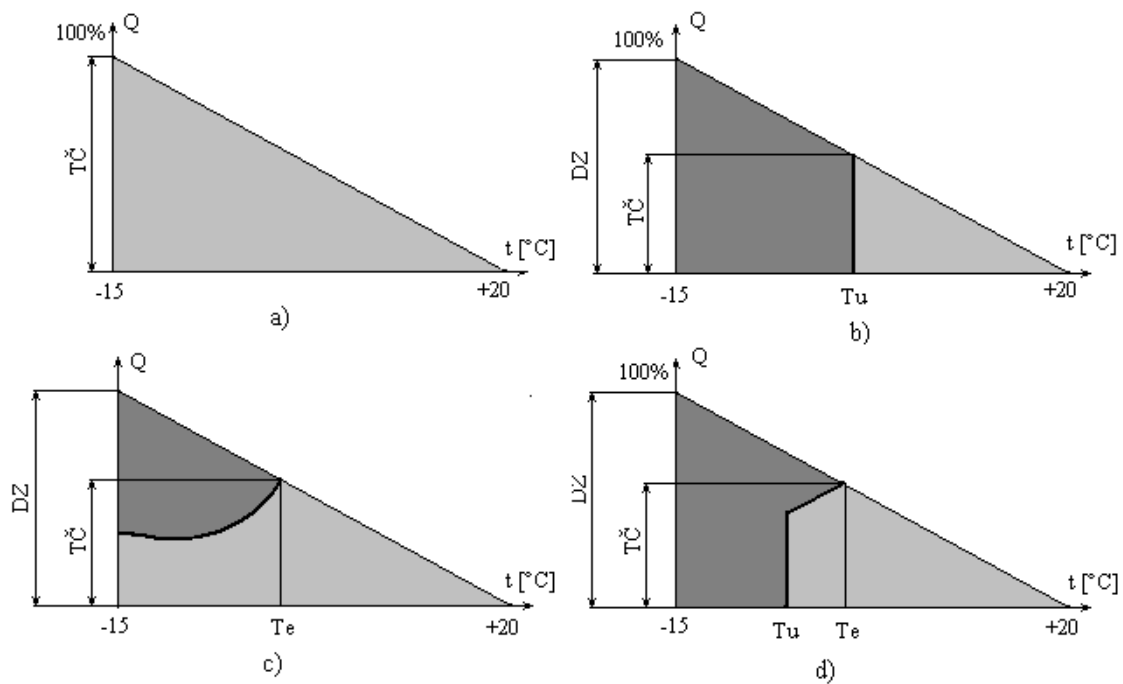 100% Q
TČ
t [°C]
-15
+20
a)
100% Q
DZ
TČ
t [°C]
-15
Tu
+20
b)
Q
DZ
TČ
t [°C]
-15
Te
+20
c)
100% Q
DZ
TČ
t [°C]
-15
Tu
Te
+20
d)